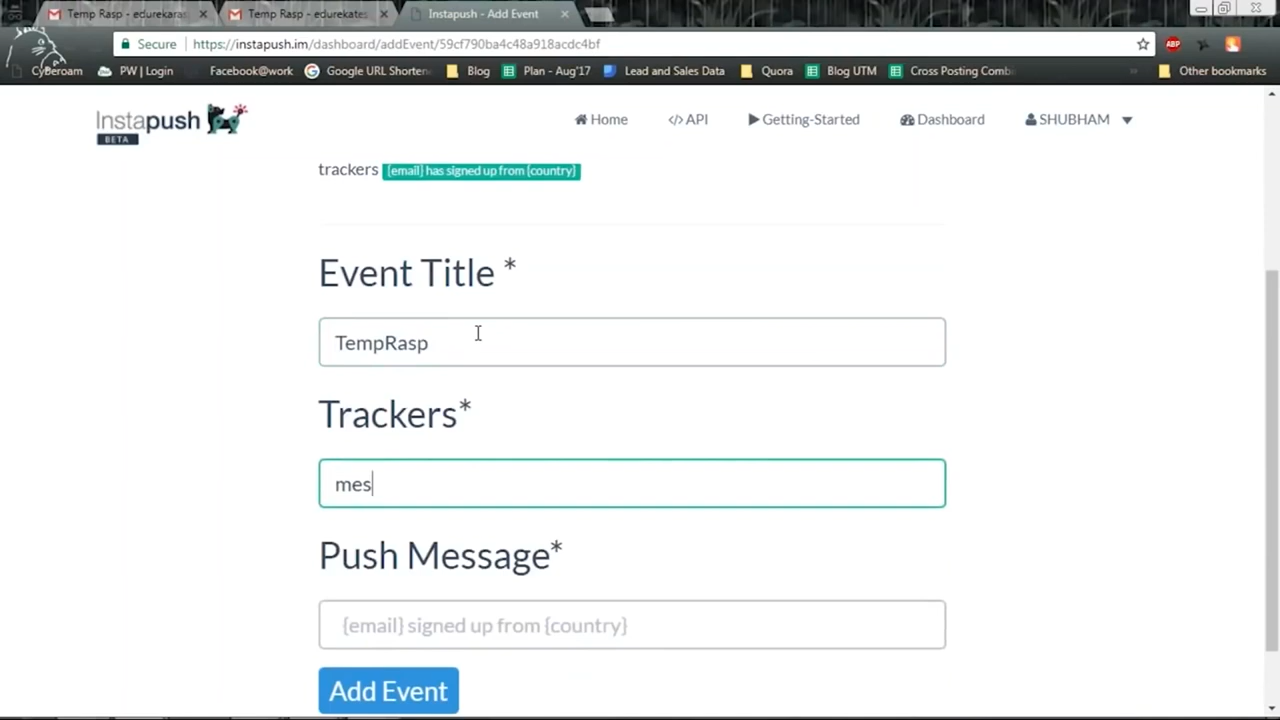 Temp Rasp - edurekara
Temp Rasp - edurekates
Instapush - Add Event
Secure https://instapush.im/dashboard/addEvent/59cf790ba4c48a918acdc4bf
ABP
CyBeroam
PW | Login
Facebook@work
Google URL Shorten
Blog
Plan - Aug'17
Lead and Sales Data
Quora
Blog UTM
Cross Posting Comb
»
Other bookmarks
Instapush
BETA
Home
</> API
Getting-Started
Dashboard
SHUBHAM
trackers {email} has signed up from {country}
Event Title *
TempRasp
Trackers*
mes
Push Message*
{email} signed up from {country}
Add Event